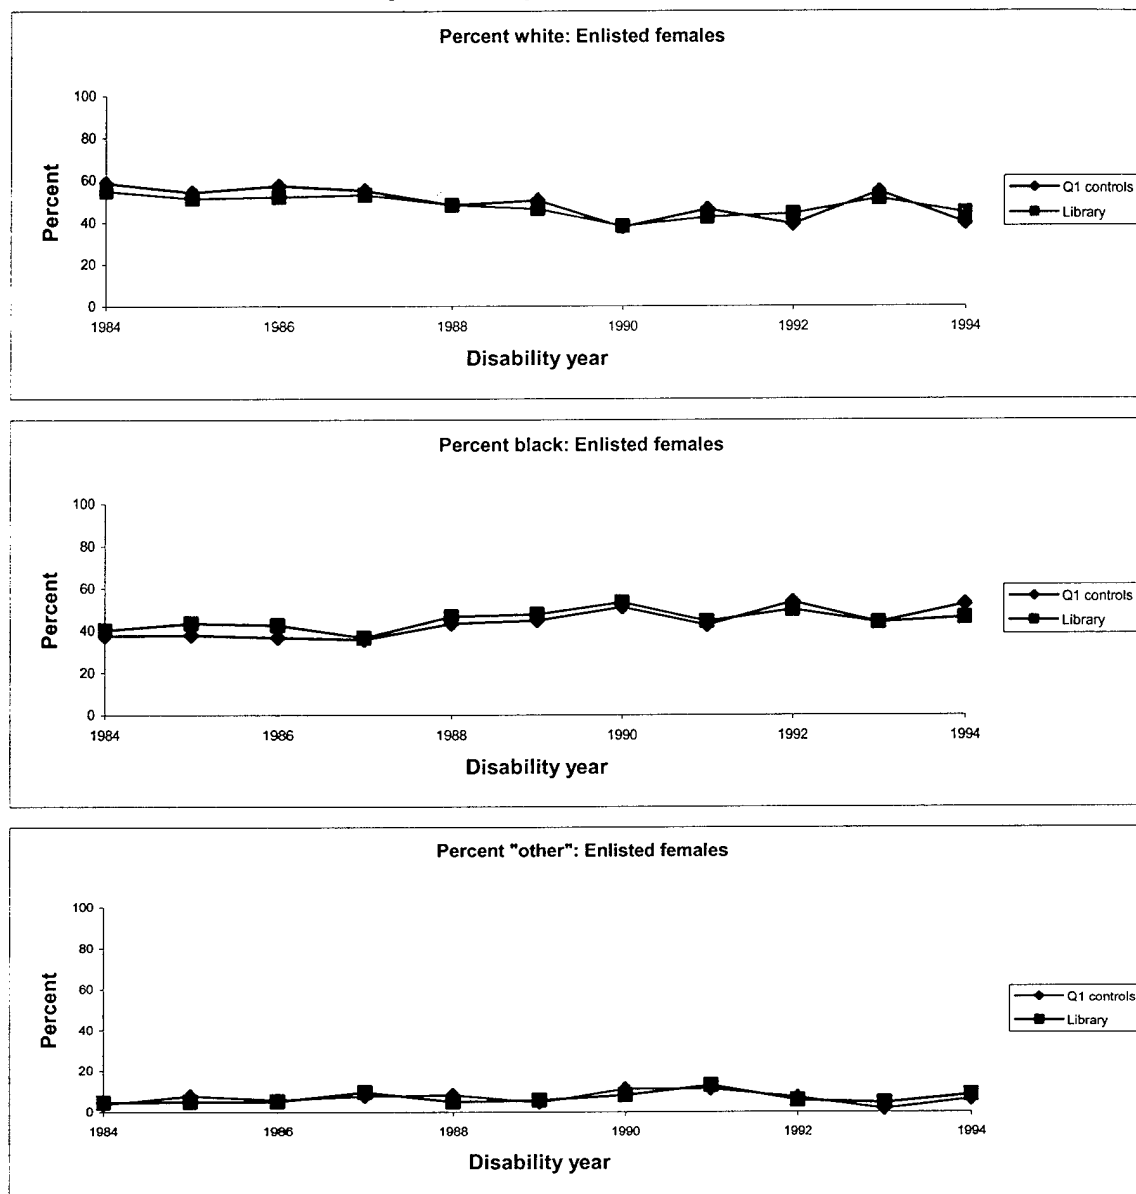 Percent white: Enlisted females
100
80
60
40
20
0
Percent
1984
1986
1988
1990
1992
1994
Disability year
Q1 controls
Library
Percent black: Enlisted females
100
80
60
40
20
0
Percent
1984
1986
1988
1990
1992
1994
Disability year
Q1 controls
Library
Percent "other": Enlisted females
100
80
60
40
20
0
Percent
1984
1986
1988
1990
1992
1994
Disability year
Q1 controls
Library